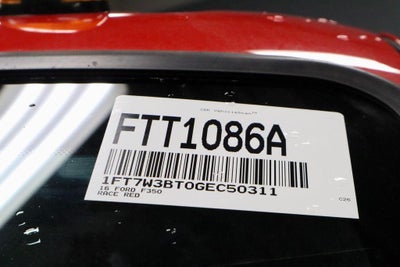 FTT1086A
1FT7W3BT0GEC50311
16 FORD F350
RACE RED
C26